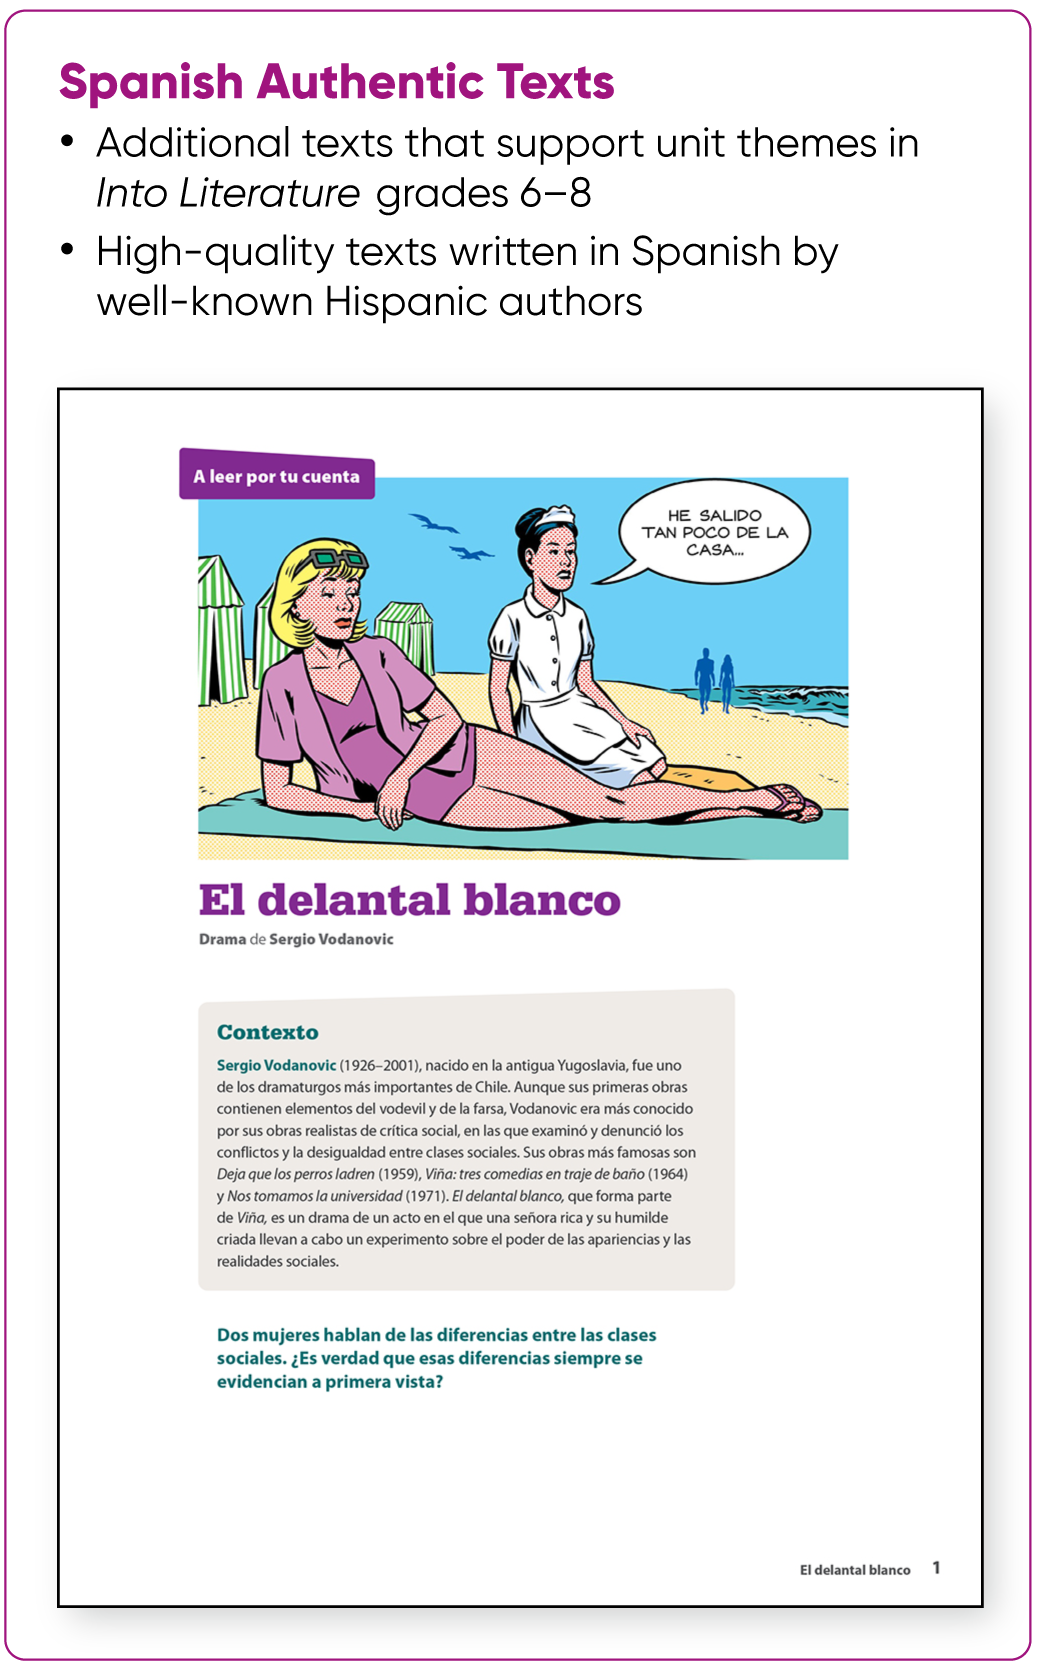 Spanish Authentic Texts
• Additional texts that support unit themes in
Into Literature grades 6–8
• High-quality texts written in Spanish by
well-known Hispanic authors
A leer por tu cuenta
HE SALIDO
TAN POCO DE LA
CASA...
El delantal blanco
Drama de Sergio Vodanovic
Contexto
Sergio Vodanovic (1926–2001), nacido en la antigua Yugoslavia, fue uno
de los dramaturgos más importantes de Chile. Aunque sus primeras obras
contienen elementos del vodevil y de la farsa, Vodanovic era más conocido
por sus obras realistas de crítica social, en las que examinó y denunció los
conflictos y la desigualdad entre clases sociales. Sus obras más famosas son
Deja que los perros ladren (1959), Viña: tres comedias en traje de baño (1964)
y Nos tomamos la universidad (1971). El delantal blanco, que forma parte
de Viña, es un drama de un acto en el que una señora rica y su humilde
criada llevan a cabo un experimento sobre el poder de las apariencias y las
realidades sociales.
Dos mujeres hablan de las diferencias entre las clases
sociales. ¿Es verdad que esas diferencias siempre se
evidencian a primera vista?
El delantal blanco 1